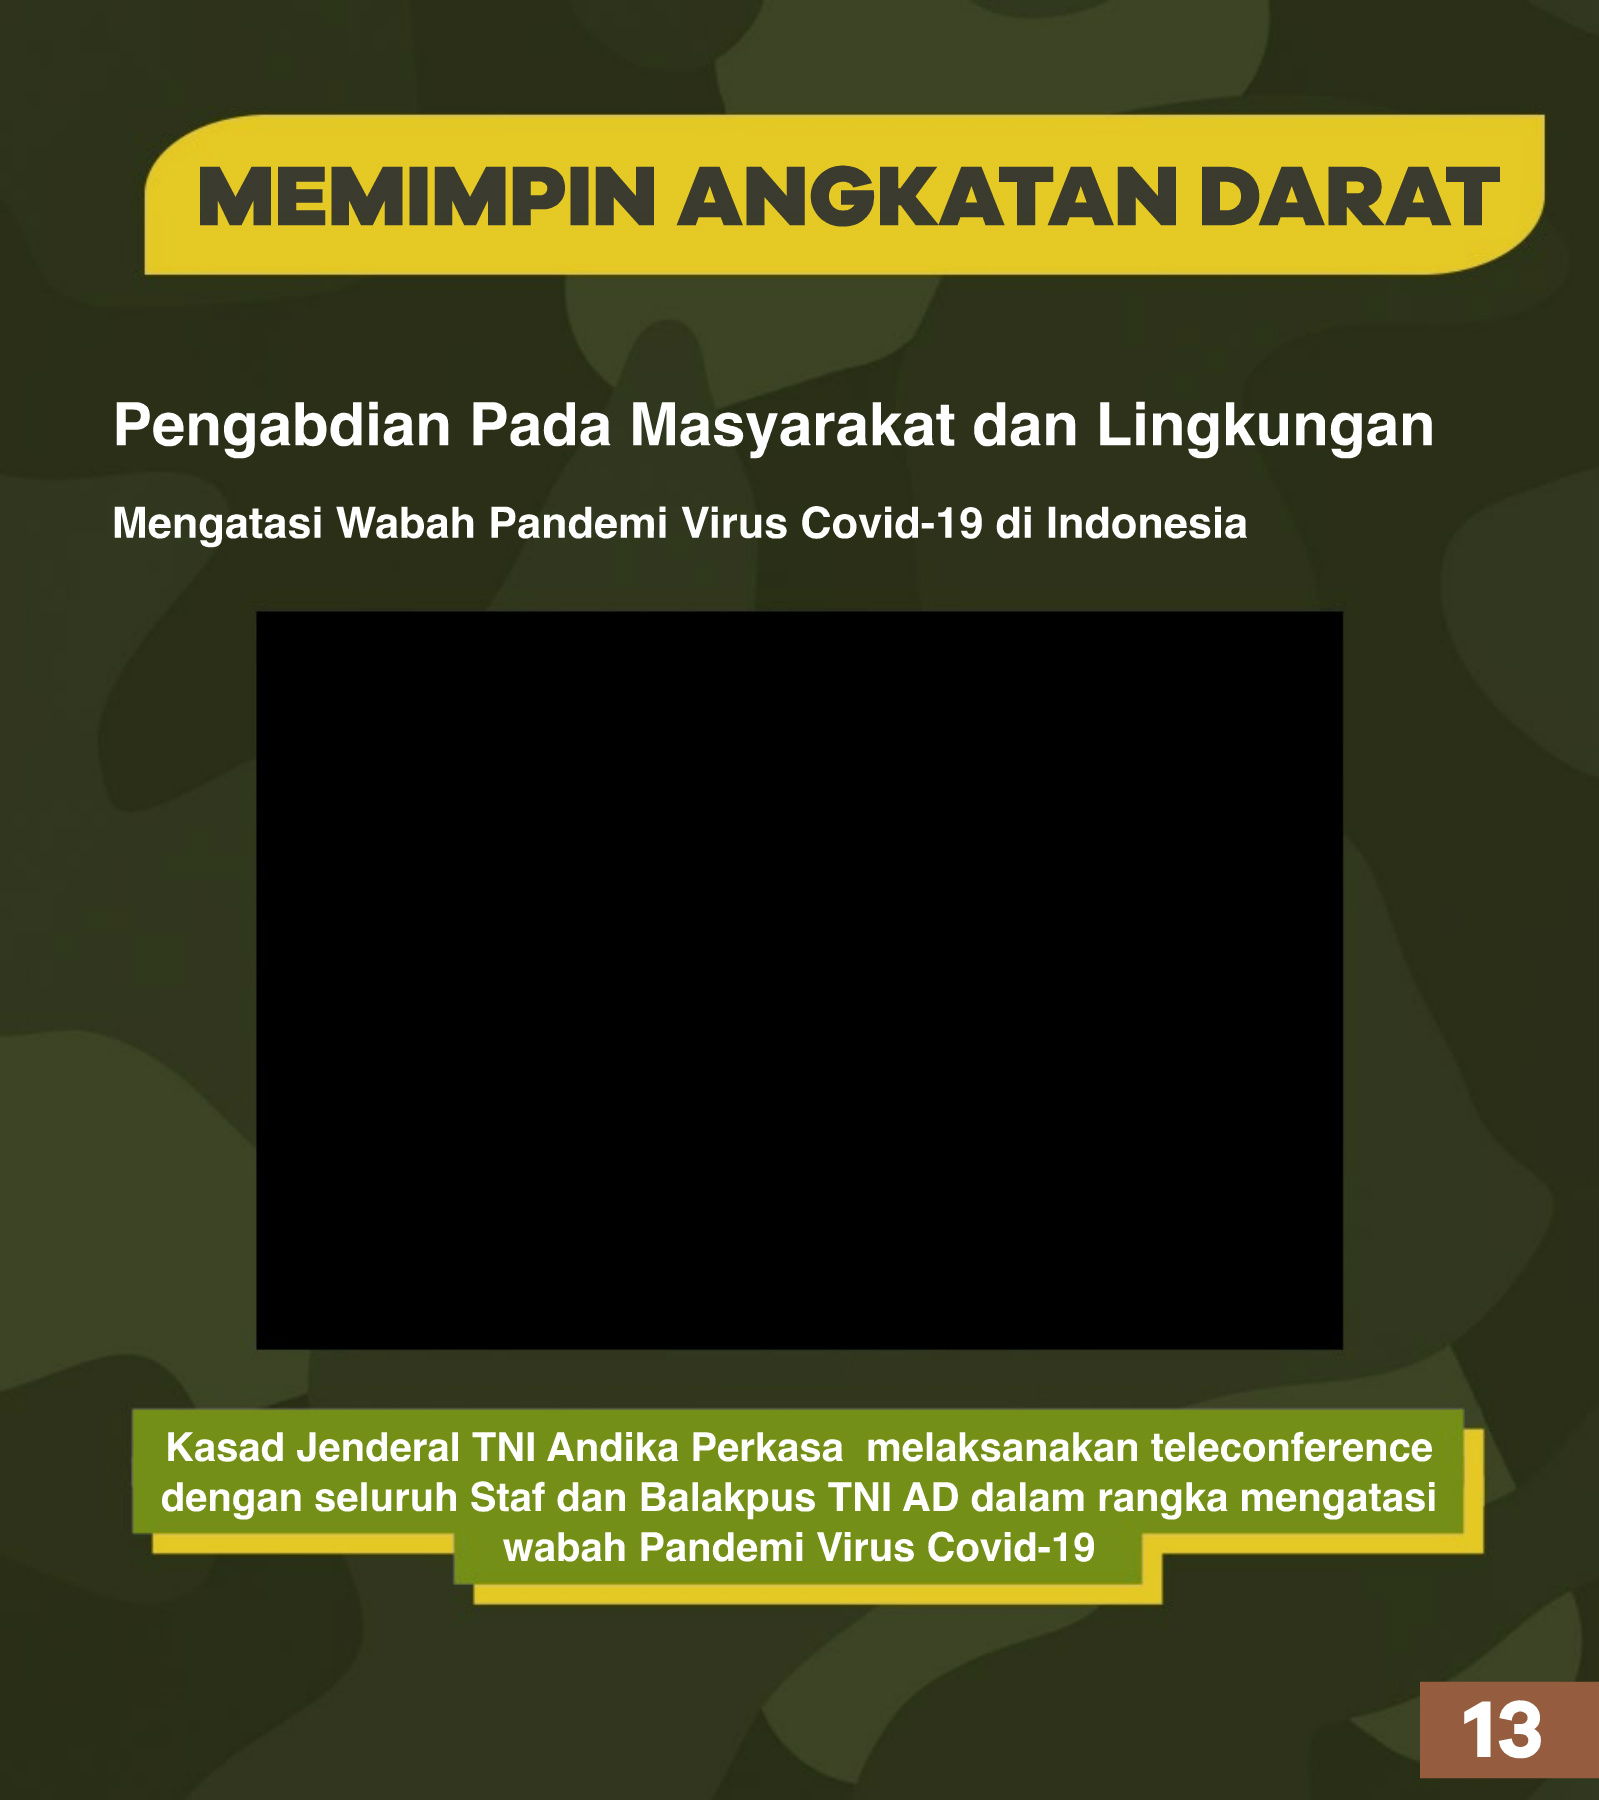 MEMIMPIN ANGKATAN DARAT
Pengabdian Pada Masyarakat dan Lingkungan
Mengatasi Wabah Pandemi Virus Covid-19 di Indonesia
Kasad Jenderal TNI Andika Perkasa  melaksanakan teleconference
dengan seluruh Staf dan Balakpus TNI AD dalam rangka mengatasi
wabah Pandemi Virus Covid-19
13